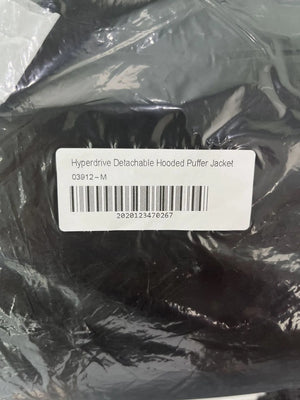 Hyperdrive Detachable Hooded Puffer Jacket
03912-M
2020123470267